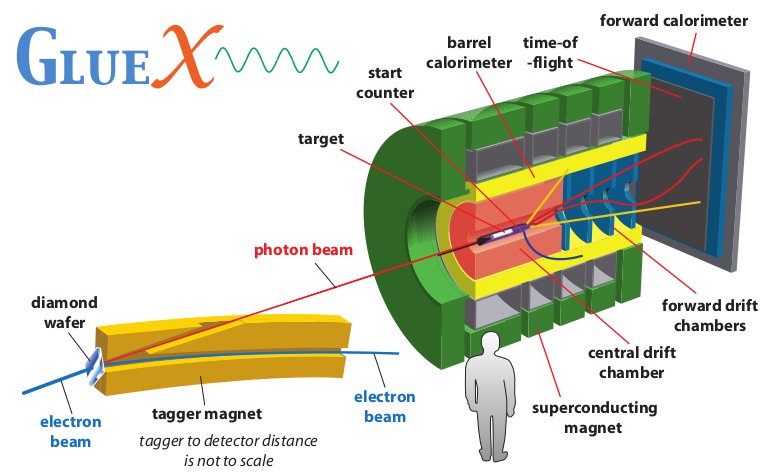 GLUEX
forward calorimeter
barrel
calorimeter
time-of
-flight
start
counter
target
photon beam
diamond
wafer
forward drift
chambers
central drift
chamber
electron
beam
electron
beam
tagger magnet
superconducting
magnet
tagger to detector distance
is not to scale